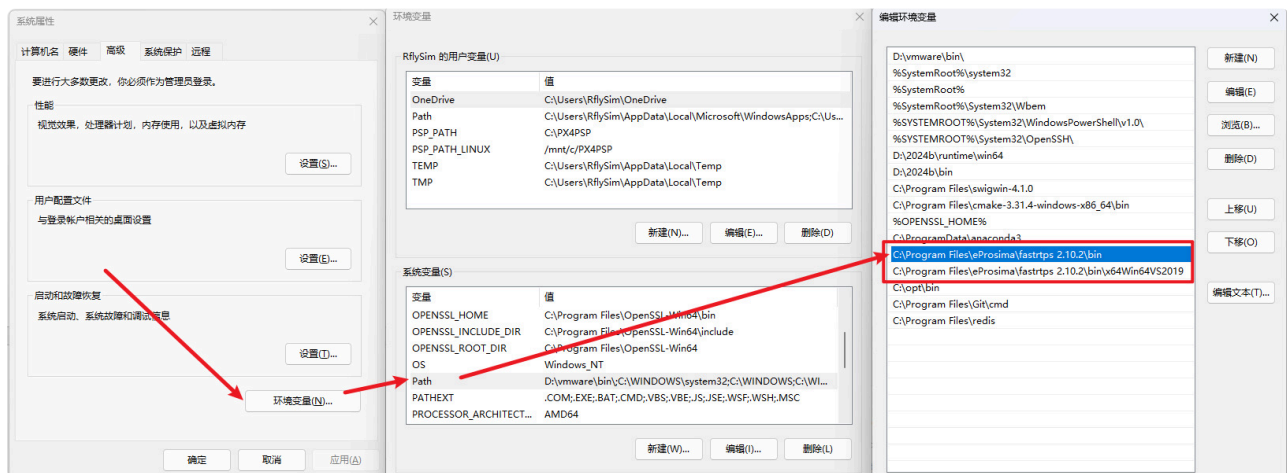 系统属性
计算机名 硬件 高级 系统保护 远程
要进行大多数更改，你必须作为管理员登录。
性能
视觉效果，处理器计划，内存使用，以及虚拟内存
设置(S)...
用户配置文件
与登录帐户相关的桌面设置
设置(E)...
启动和故障恢复
系统启动、系统故障和调试信息
设置(T)...
环境变量(N)...
确定 取消 应用(A)
环境变量
RflySim 的用户变量(U)
变量 值
OneDrive C:\Users\RflySim\OneDrive
Path C:\Users\RflySim\AppData\Local\Microsoft\WindowsApps;C:\Us...
PSP_PATH C:\PX4PSP
PSP_PATH_LINUX /mnt/c/PX4PSP
TEMP C:\Users\RflySim\AppData\Local\Temp
TMP C:\Users\RflySim\AppData\Local\Temp
新建(N)... 编辑(E)... 删除(D)
系统变量(S)
变量 值
OPENSSL_HOME C:\Program Files\OpenSSL-Win64\bin
OPENSSL_INCLUDE_DIR C:\Program Files\OpenSSL-Win64\include
OPENSSL_ROOT_DIR C:\Program Files\OpenSSL-Win64
OS Windows_NT
Path D:\vmware\bin\;C:\WINDOWS\system32;C:\WINDOWS;C:\WI...
PATHEXT .COM;.EXE;.BAT;.CMD;.VBS;.VBE;.JS;.JSE;.WSF;.WSH;.MSC
PROCESSOR_ARCHITECT... AMD64
新建(W)... 编辑(I)... 删除(L)
编辑环境变量
D:\vmware\bin\
%SystemRoot%\system32
%SystemRoot%
%SystemRoot%\System32\Wbem
%SYSTEMROOT%\System32\WindowsPowerShell\v1.0\
%SYSTEMROOT%\System32\OpenSSH\
D:\2024b\runtime\win64
D:\2024b\bin
C:\Program Files\swigwin-4.1.0
C:\Program Files\cmake-3.31.4-windows-x86_64\bin
%OPENSSL_HOME%
C:\ProgramData\anaconda3
C:\Program Files\eProsima\fastrtps 2.10.2\bin
C:\Program Files\eProsima\fastrtps 2.10.2\bin\x64Win64VS2019
C:\opt\bin
C:\Program Files\Git\cmd
C:\Program Files\redis
新建(N)
编辑(E)
浏览(B)...
删除(D)
上移(U)
下移(O)
编辑文本(T)...